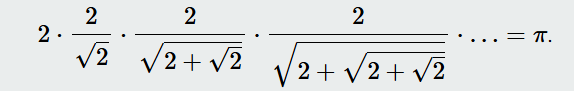 2 · 2/√2 · 2/√(2 + √2) · 2/√(2 + √(2 + √2)) · … = π.